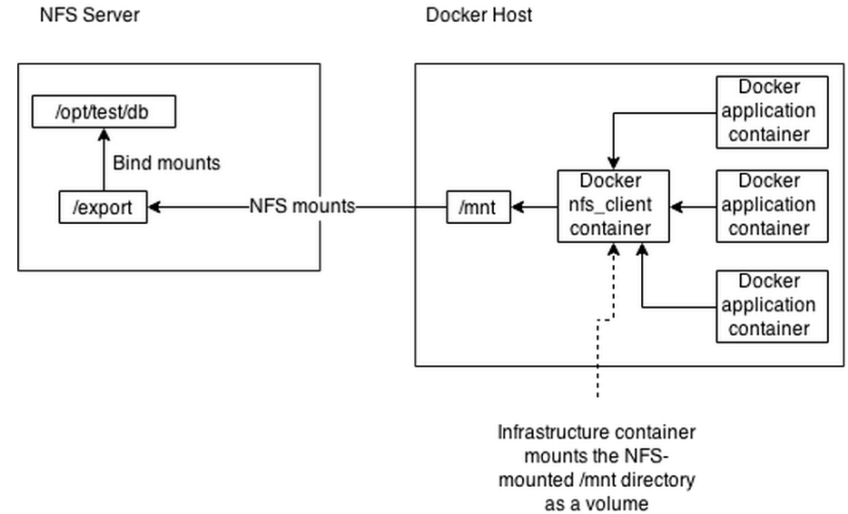 NFS Server
Docker Host
/opt/test/db
Bind mounts
/export
NFS mounts
/mnt
Docker
nfs_client
container
Docker
application
container
Docker
application
container
Docker
application
container
Infrastructure container
mounts the NFS-
mounted /mnt directory
as a volume